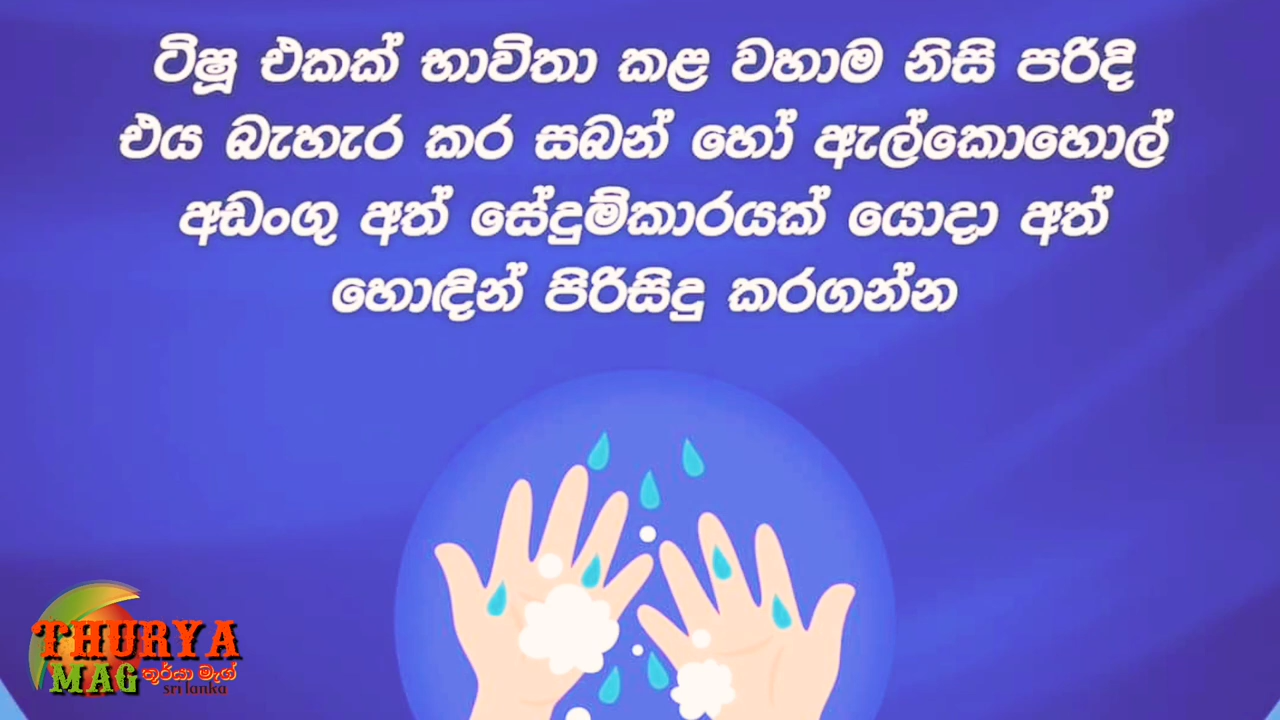 ටිෂූ එකක් භාවිතා කළ වහාම නිසි පරිදි
එය බැහැර කර සබන් හෝ ඇල්කොහොල්
අඩංගු අත් සේදුම්කාරයක් යොදා අත්
හොඳින් පිරිසිදු කරගන්න
THURYA
MAG තූර්යා මැග්
sri lanka